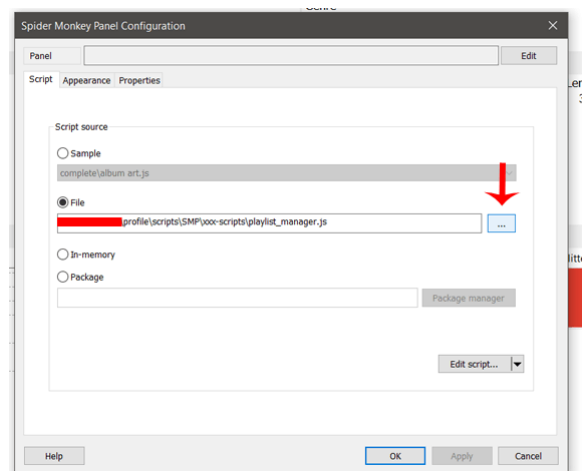 Genre
Spider Monkey Panel Configuration
Panel
Edit
Script Appearance Properties
Script source
Sample
complete\album art.js
File
profile\scripts\SMP\xxx-scripts\playlist_manager.js
...
In-memory
Package
Package manager
Edit script...
Help
OK
Apply
Cancel